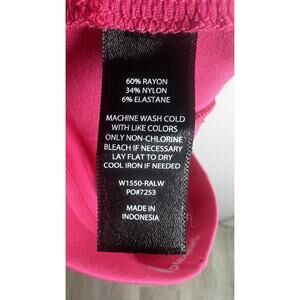 60% RAYON
34% NYLON
6% ELASTANE
MACHINE WASH COLD
WITH LIKE COLORS
ONLY NON-CHLORINE
BLEACH IF NECESSARY
LAY FLAT TO DRY
COOL IRON IF NEEDED
W1550-RALW
PO#7253
MADE IN
INDONESIA